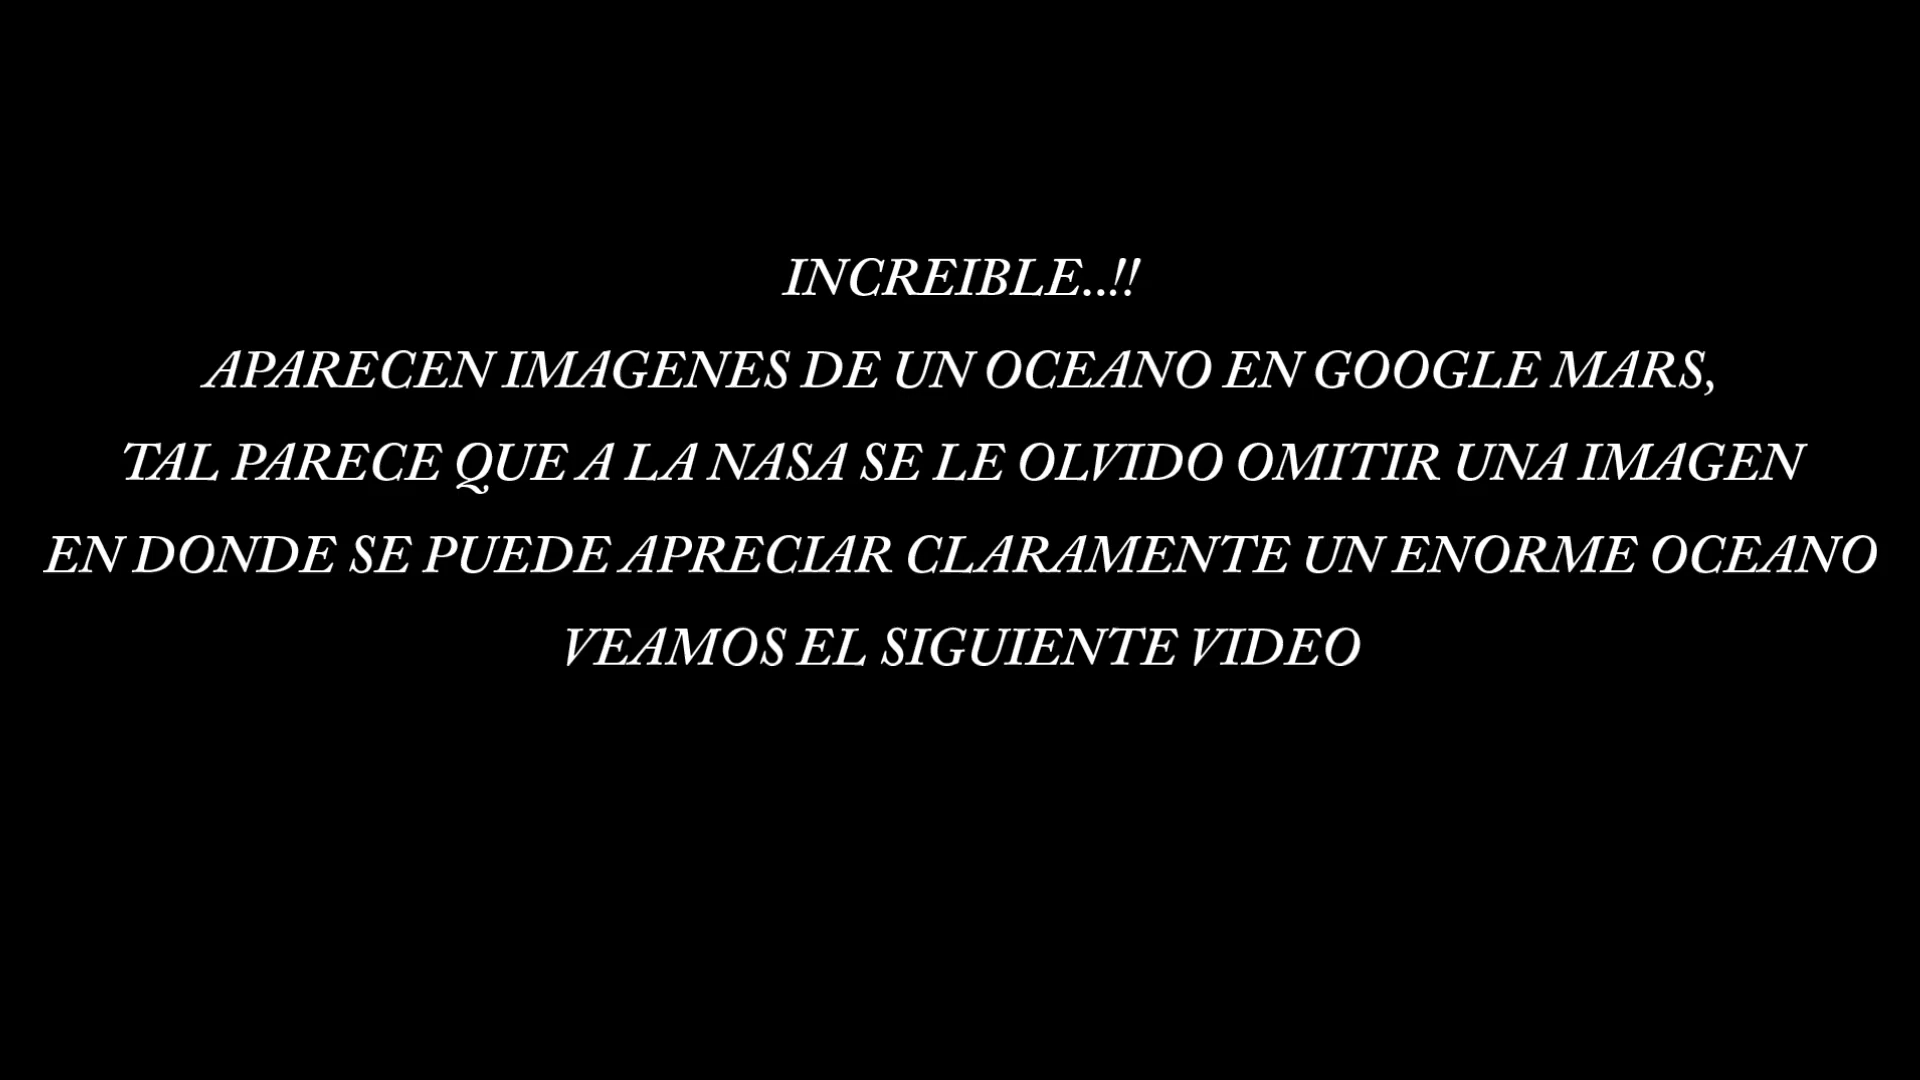 INCREIBLE..!!
APARECEN IMAGENES DE UN OCEANO EN GOOGLE MARS,
TAL PARECE QUE A LA NASA SE LE OLVIDO OMITIR UNA IMAGEN
EN DONDE SE PUEDE APRECIAR CLARAMENTE UN ENORME OCEANO
VEAMOS EL SIGUIENTE VIDEO